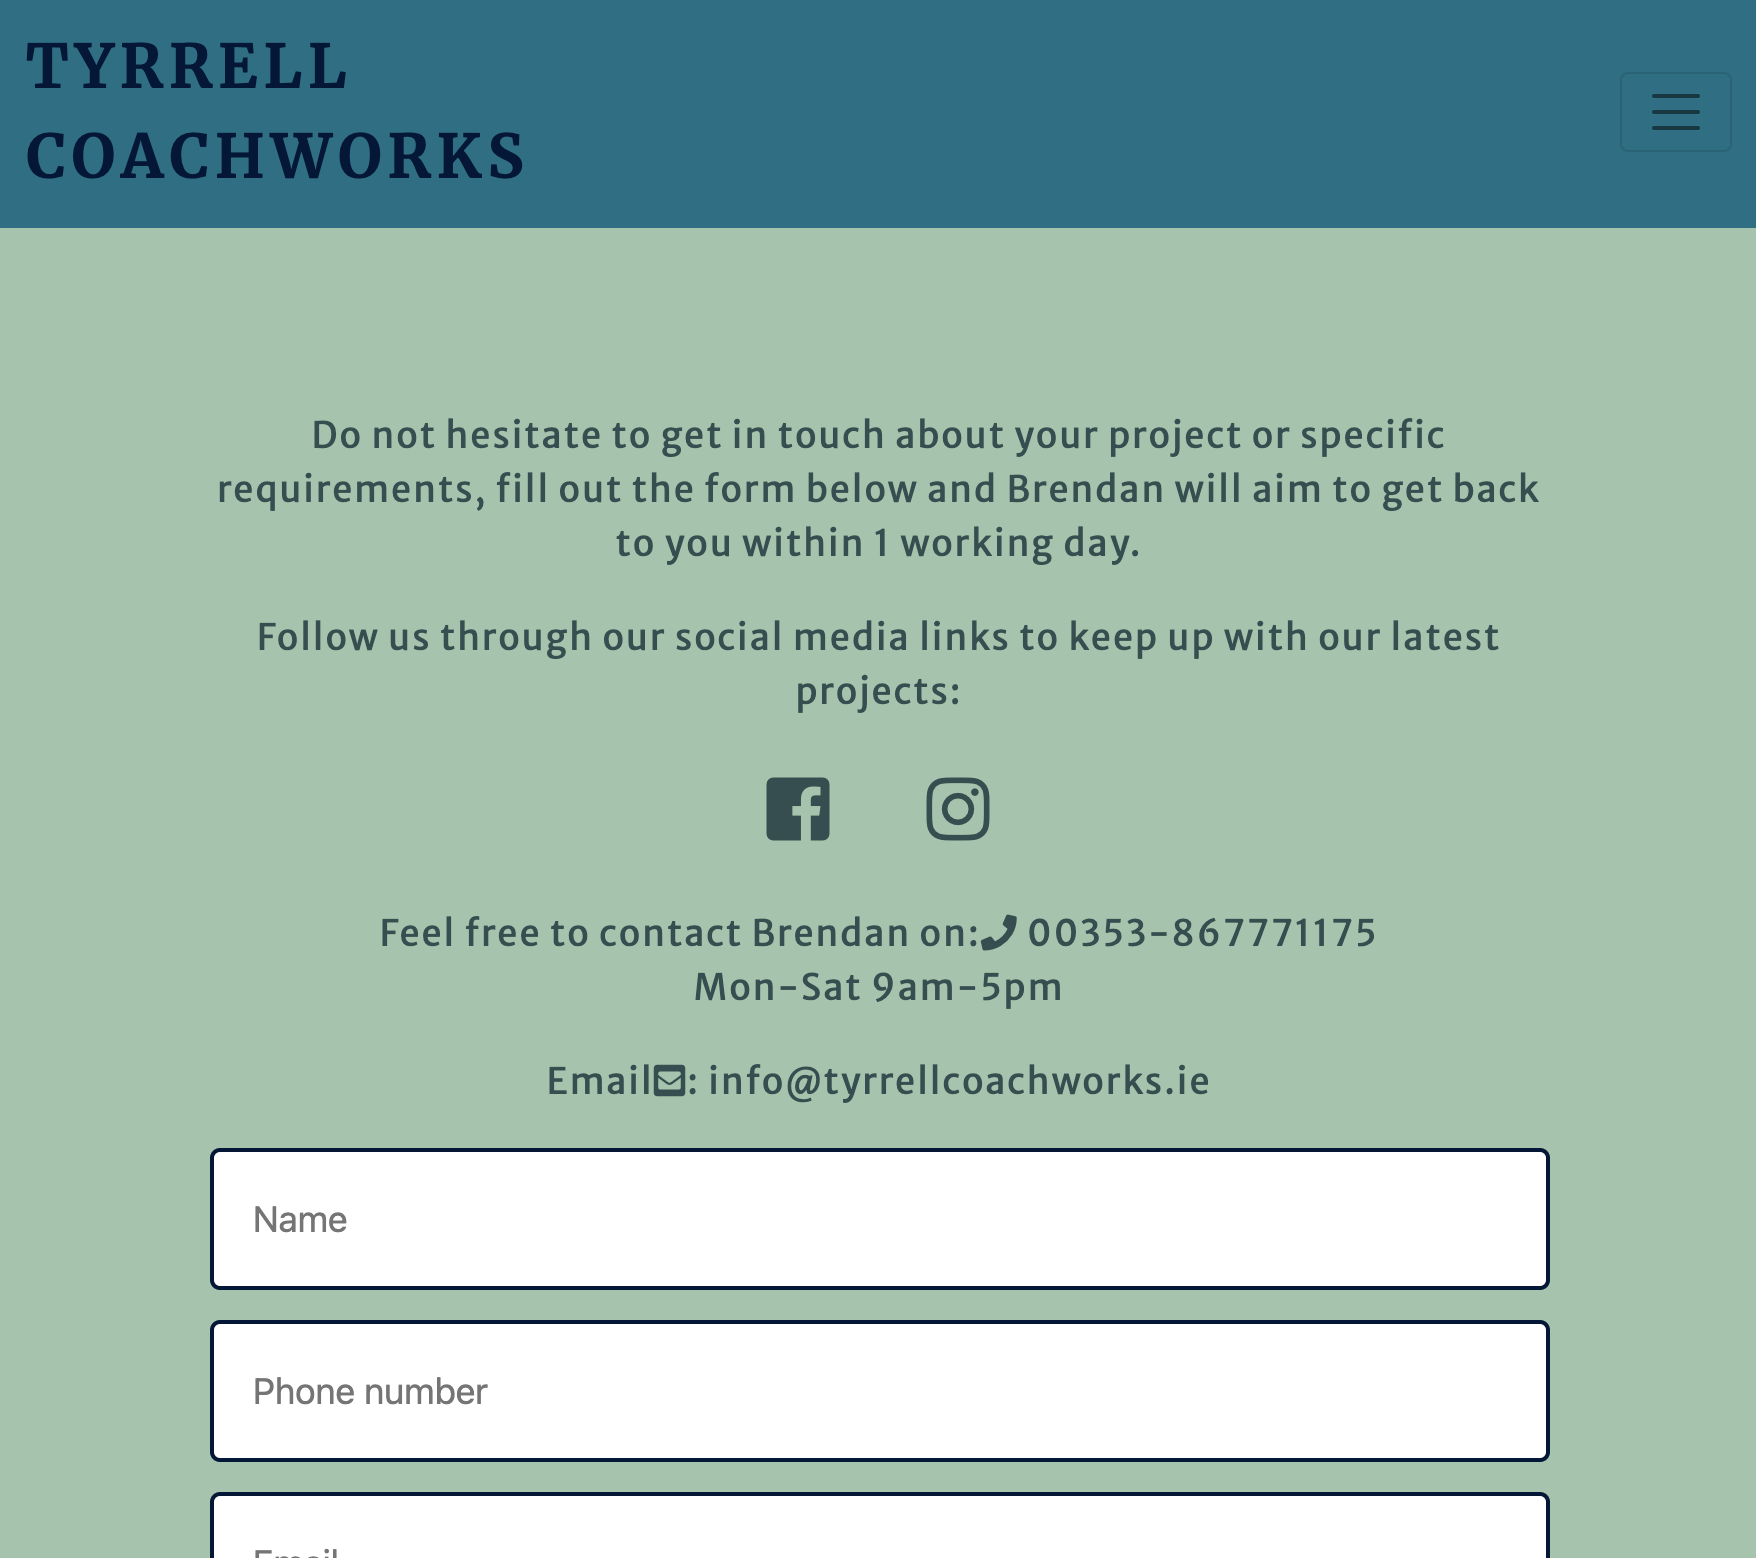 TYRRELL
COACHWORKS
Do not hesitate to get in touch about your project or specific
requirements, fill out the form below and Brendan will aim to get back
to you within 1 working day.
Follow us through our social media links to keep up with our latest
projects:
Feel free to contact Brendan on: 00353-867771175
Mon-Sat 9am-5pm
Email: info@tyrrellcoachworks.ie
Name
Phone number
Email